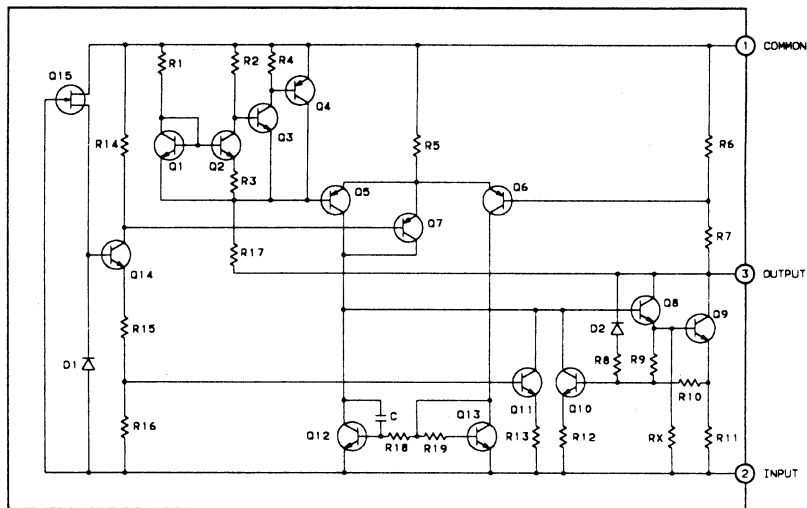 1 COMMON
R1
R2
R4
Q15
Q4
Q3
R14
Q1
Q2
R5
R6
R3
Q5
Q6
Q7
R7
R17
Q14
3 OUTPUT
Q8
Q9
D2
R15
D1
R8
R9
Q11
Q10
R10
R16
C
Q12
Q13
R18
R19
R13
R12
RX
R11
2 INPUT